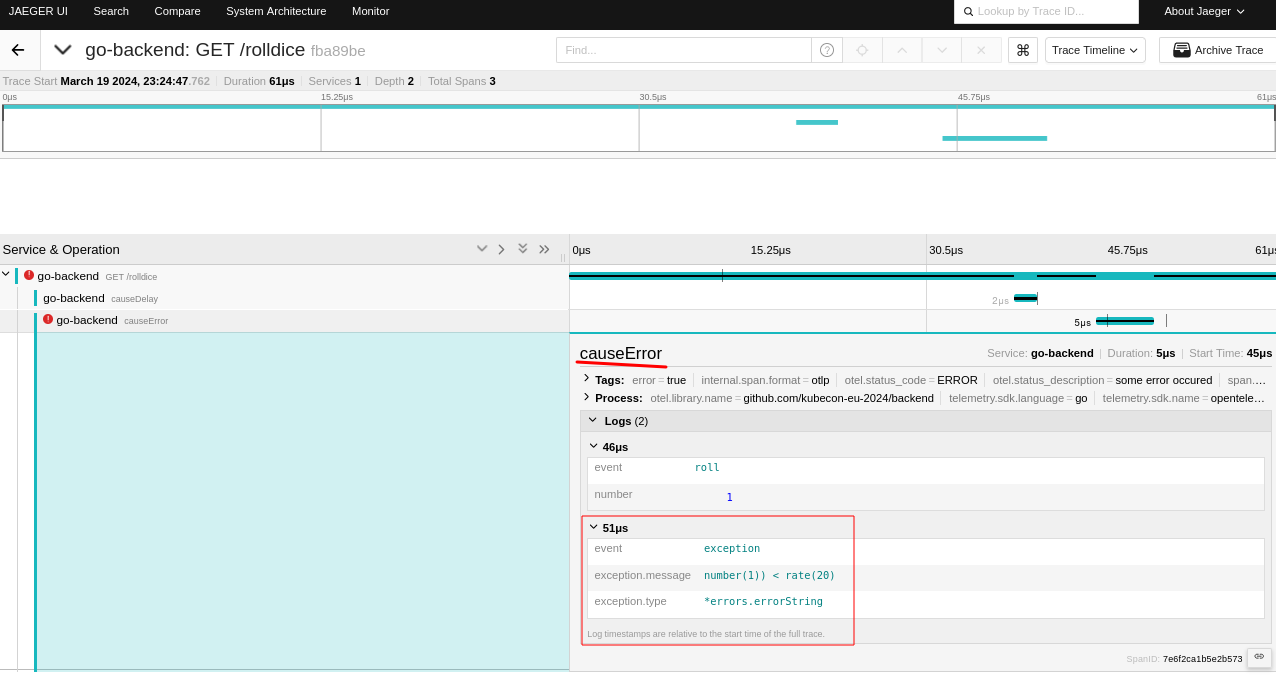 JAEGER UI Search Compare System Architecture Monitor Lookup by Trace ID... About Jaeger
go-backend: GET /rolldice fba89be Find... ? ⌘ Trace Timeline Archive Trace
Trace Start March 19 2024, 23:24:47.762 Duration 61μs Services 1 Depth 2 Total Spans 3
0μs 15.25μs 30.5μs 45.75μs 61μs
Service & Operation 0μs 15.25μs 30.5μs 45.75μs 61μs
go-backend GET /rolldice
go-backend causeDelay 2μs
go-backend causeError 5μs
causeError Service: go-backend Duration: 5μs Start Time: 45μs
Tags: error = true internal.span.format = otlp otel.status_code = ERROR otel.status_description = some error occured span....
Process: otel.library.name = github.com/kubecon-eu-2024/backend telemetry.sdk.language = go telemetry.sdk.name = opentele...
Logs (2)
46μs
event roll
number 1
51μs
event exception
exception.message number(1)) < rate(20)
exception.type *errors.errorString
Log timestamps are relative to the start time of the full trace.
SpanID: 7e6f2ca1b5e2b573